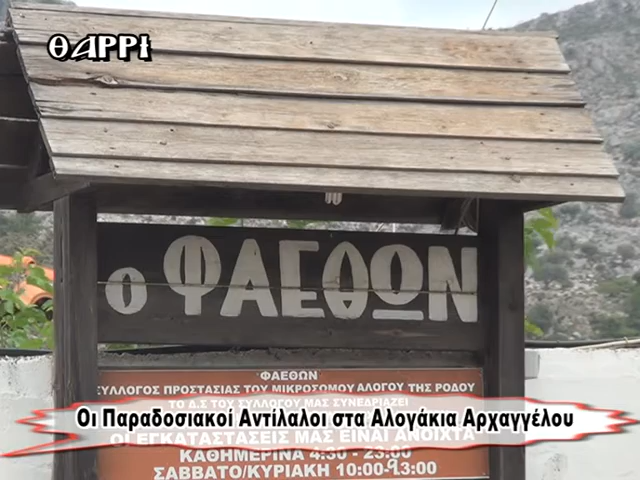 ΘΑΡΡΙ
Ο ΦΑΕΘΩΝ
"ΦΑΕΘΩΝ
ΣΥΛΛΟΓΟΣ ΠΡΟΣΤΑΣΙΑΣ ΤΟΥ ΜΙΚΡΟΣΩΜΟΥ ΑΛΟΓΟΥ ΤΗΣ ΡΟΔΟΥ
ΤΟ Δ.Σ ΤΟΥ ΣΥΛΛΟΓΟΥ ΜΑΣ ΣΥΝΕΔΡΙΑΖΕΙ
Οι Παραδοσιακοί Αντίλαλοι στα Αλογάκια Αρχαγγέλου
ΟΙ ΕΓΚΑΤΑΣΤΑΣΕΙΣ ΜΑΣ ΕΙΝΑΙ ΑΝΟΙΧΤΑ
ΚΑΘΗΜΕΡΙΝΑ 4:30 - 23:00
ΣΑΒΒΑΤΟ/ΚΥΡΙΑΚΗ 10:00-23:00